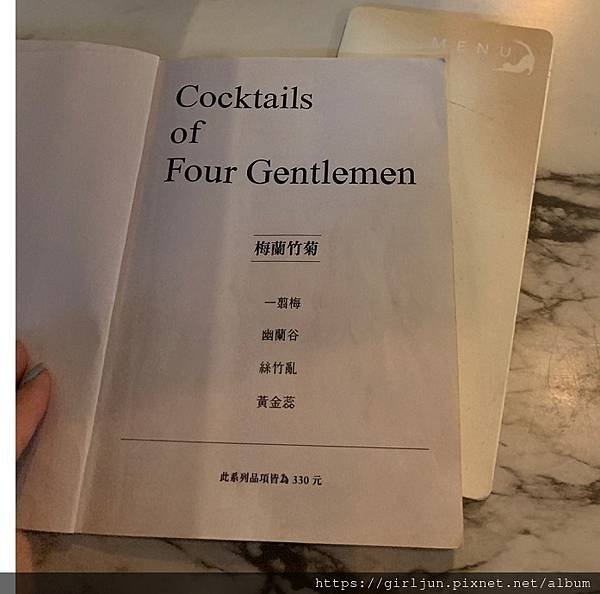 MENU
Cocktails
of
Four Gentlemen
梅蘭竹菊
一翦梅
幽蘭谷
絲竹亂
黃金蕊
此系列品項皆為 330 元
https://girljun.pixnet.net/album